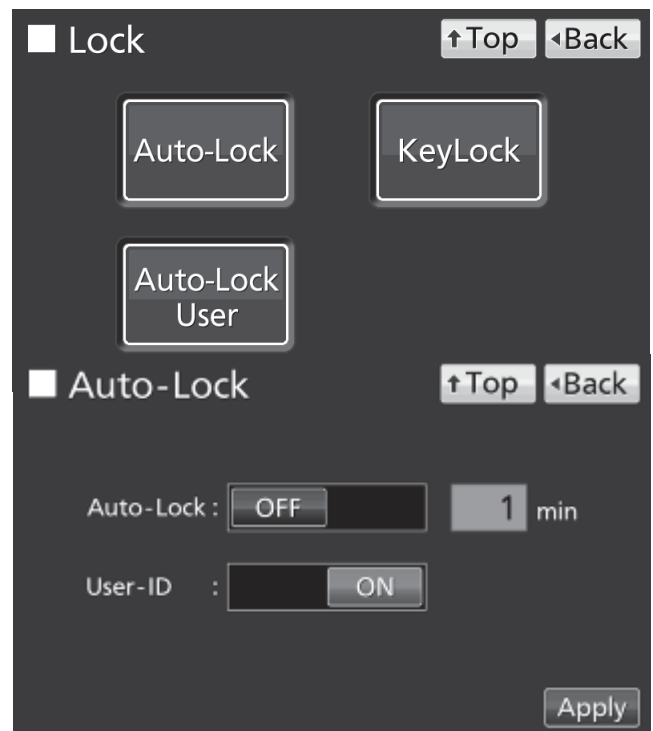 Lock
↑Top ◂Back
Auto-Lock
KeyLock
Auto-Lock
User
Auto-Lock
↑Top ◂Back
Auto-Lock : OFF 1 min
User-ID : ON
Apply